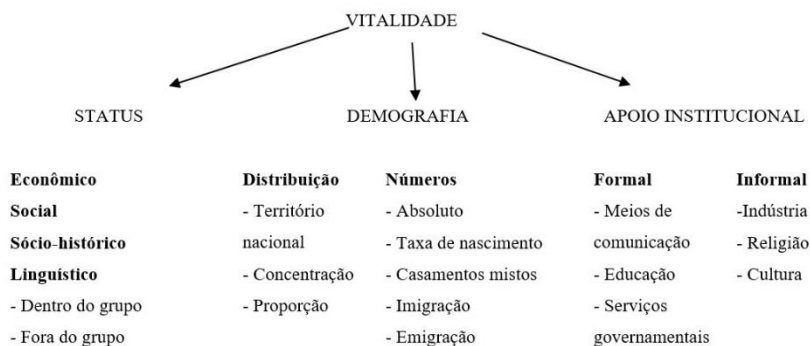 VITALIDADE
STATUS
DEMOGRAFIA
APOIO INSTITUCIONAL
Econômico
Social
Sócio-histórico
Linguístico
- Dentro do grupo
- Fora do grupo
Distribuição
- Território
nacional
- Concentração
- Proporção
Números
- Absoluto
- Taxa de nascimento
- Casamentos mistos
- Imigração
- Emigração
Formal
- Meios de
comunicação
- Educação
- Serviços
governamentais
Informal
-Indústria
- Religião
- Cultura